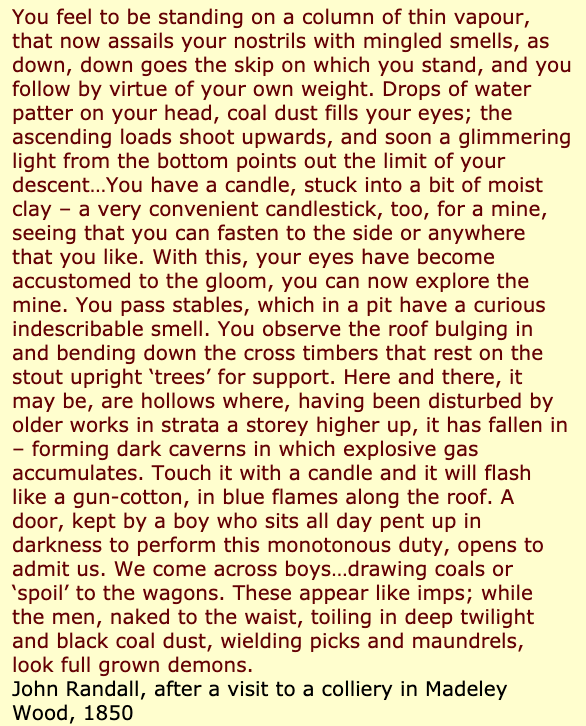 You feel to be standing on a column of thin vapour,
that now assails your nostrils with mingled smells, as
down, down goes the skip on which you stand, and you
follow by virtue of your own weight. Drops of water
patter on your head, coal dust fills your eyes; the
ascending loads shoot upwards, and soon a glimmering
light from the bottom points out the limit of your
descent…You have a candle, stuck into a bit of moist
clay – a very convenient candlestick, too, for a mine,
seeing that you can fasten to the side or anywhere
that you like. With this, your eyes have become
accustomed to the gloom, you can now explore the
mine. You pass stables, which in a pit have a curious
indescribable smell. You observe the roof bulging in
and bending down the cross timbers that rest on the
stout upright ‘trees’ for support. Here and there, it
may be, are hollows where, having been disturbed by
older works in strata a storey higher up, it has fallen in
– forming dark caverns in which explosive gas
accumulates. Touch it with a candle and it will flash
like a gun-cotton, in blue flames along the roof. A
door, kept by a boy who sits all day pent up in
darkness to perform this monotonous duty, opens to
admit us. We come across boys…drawing coals or
‘spoil’ to the wagons. These appear like imps; while
the men, naked to the waist, toiling in deep twilight
and black coal dust, wielding picks and maundrels,
look full grown demons.
John Randall, after a visit to a colliery in Madeley
Wood, 1850